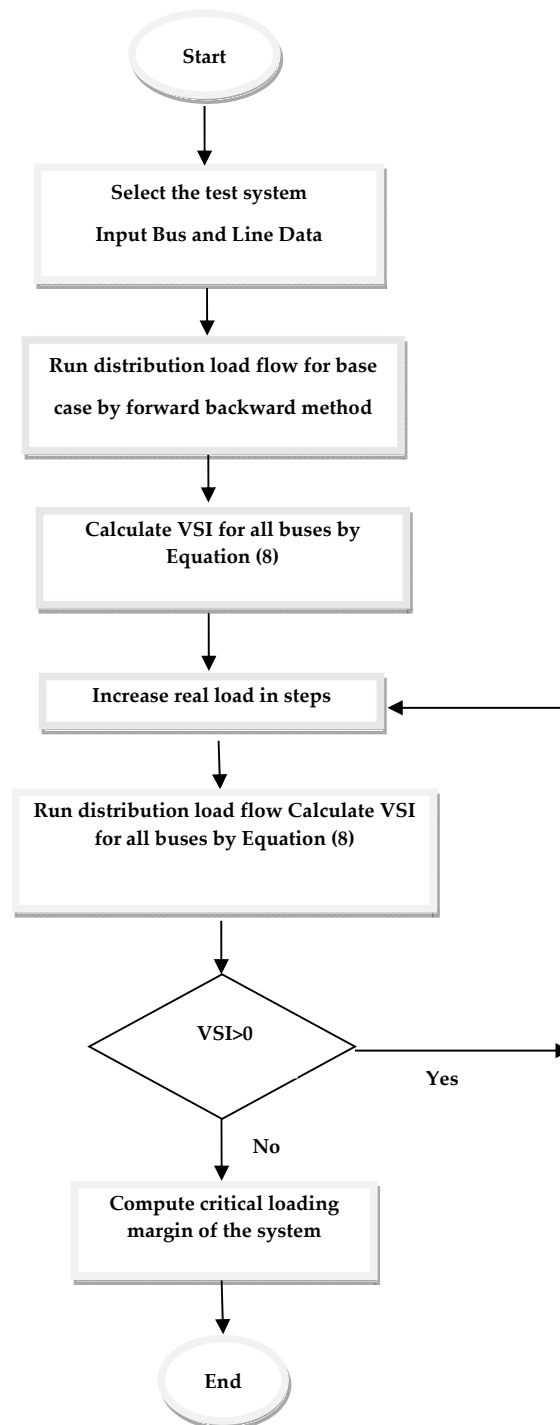 Start
Select the test system
Input Bus and Line Data
Run distribution load flow for base
case by forward backward method
Calculate VSI for all buses by
Equation (8)
Increase real load in steps
Run distribution load flow Calculate VSI
for all buses by Equation (8)
VSI>0
Yes
No
Compute critical loading
margin of the system
End